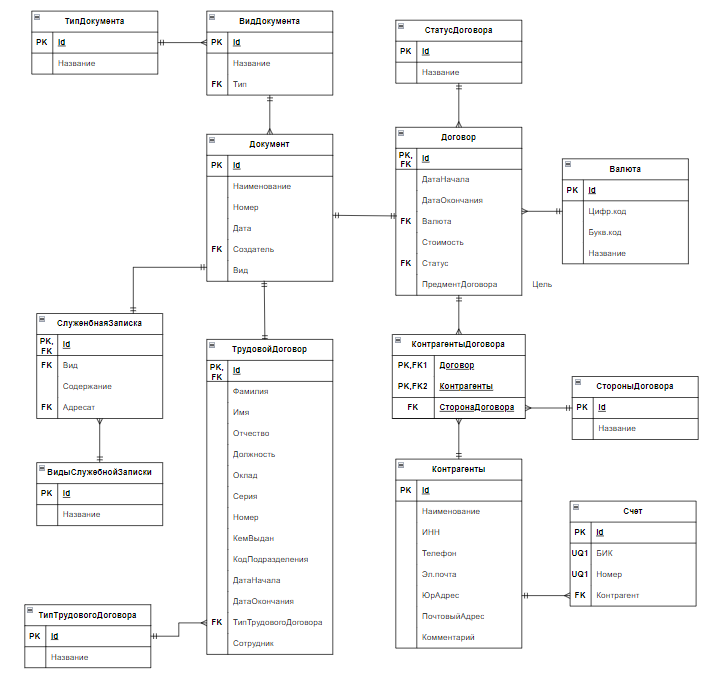 ТипДокумента
PK Id
Название
ВидДокумента
PK Id
Название
FK Тип
СтатусДоговора
PK Id
Название
Документ
PK Id
Наименование
Номер
Дата
FK Создатель
Вид
Договор
PK, FK Id
ДатаНачала
ДатаОкончания
FK Валюта
Стоимость
FK Статус
ПредментДоговора
Цель
Валюта
PK Id
Цифр.код
Букв.код
Название
СлуженбнаяЗаписка
PK, FK Id
FK Вид
Содержание
FK Адресат
ТрудовойДоговор
PK, FK Id
Фамилия
Имя
Отчество
Должность
Оклад
Серия
Номер
КемВыдан
КодПодразделения
ДатаНачала
ДатаОкончания
FK ТипТрудовогоДоговора
Сотрудник
КонтрагентыДоговора
PK,FK1 Договор
PK,FK2 Контрагенты
FK СторонаДоговора
СтороныДоговора
PK Id
Название
ВидыСлужебнойЗаписки
PK Id
Название
Контрагенты
PK Id
Наименование
ИНН
Телефон
Эл.почта
ЮрАдрес
ПочтовыйАдрес
Комментарий
Счет
PK Id
UQ1 БИК
UQ1 Номер
FK Контрагент
ТипТрудовогоДоговора
PK Id
Название